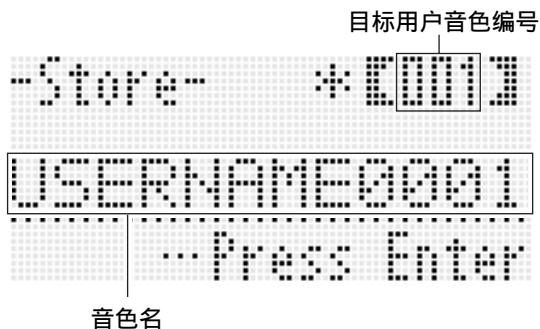 目标用户音色编号
-Store- *【001】
USERNAME0001
…Press Enter
音色名